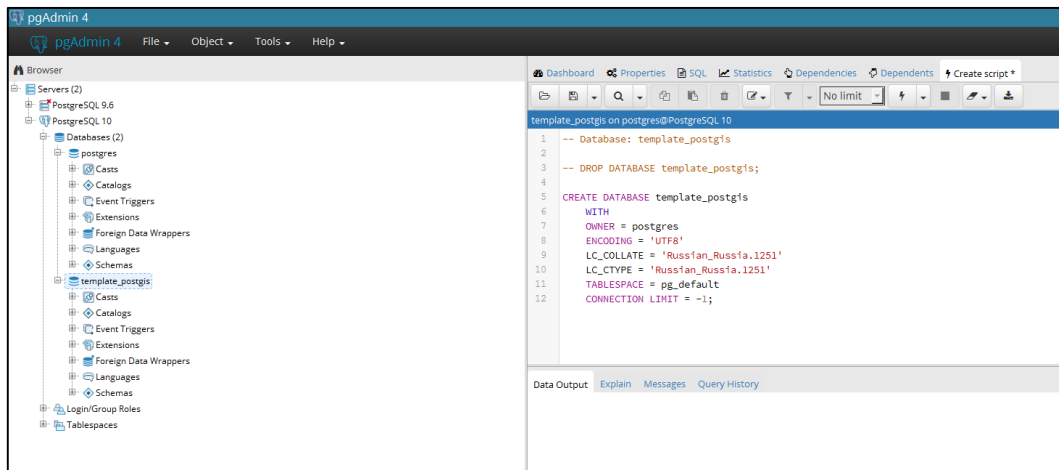 pgAdmin 4
pgAdmin 4 File Object Tools Help
Browser
Servers (2)
PostgreSQL 9.6
PostgreSQL 10
Databases (2)
postgres
Casts
Catalogs
Event Triggers
Extensions
Foreign Data Wrappers
Languages
Schemas
template_postgis
Casts
Catalogs
Event Triggers
Extensions
Foreign Data Wrappers
Languages
Schemas
Login/Group Roles
Tablespaces
Dashboard Properties SQL Statistics Dependencies Dependents Create script *
No limit
template_postgis on postgres@PostgreSQL 10
1 -- Database: template_postgis
2
3 -- DROP DATABASE template_postgis;
4
5 CREATE DATABASE template_postgis
6 WITH
7 OWNER = postgres
8 ENCODING = 'UTF8'
9 LC_COLLATE = 'Russian_Russia.1251'
10 LC_CTYPE = 'Russian_Russia.1251'
11 TABLESPACE = pg_default
12 CONNECTION LIMIT = -1;
Data Output Explain Messages Query History